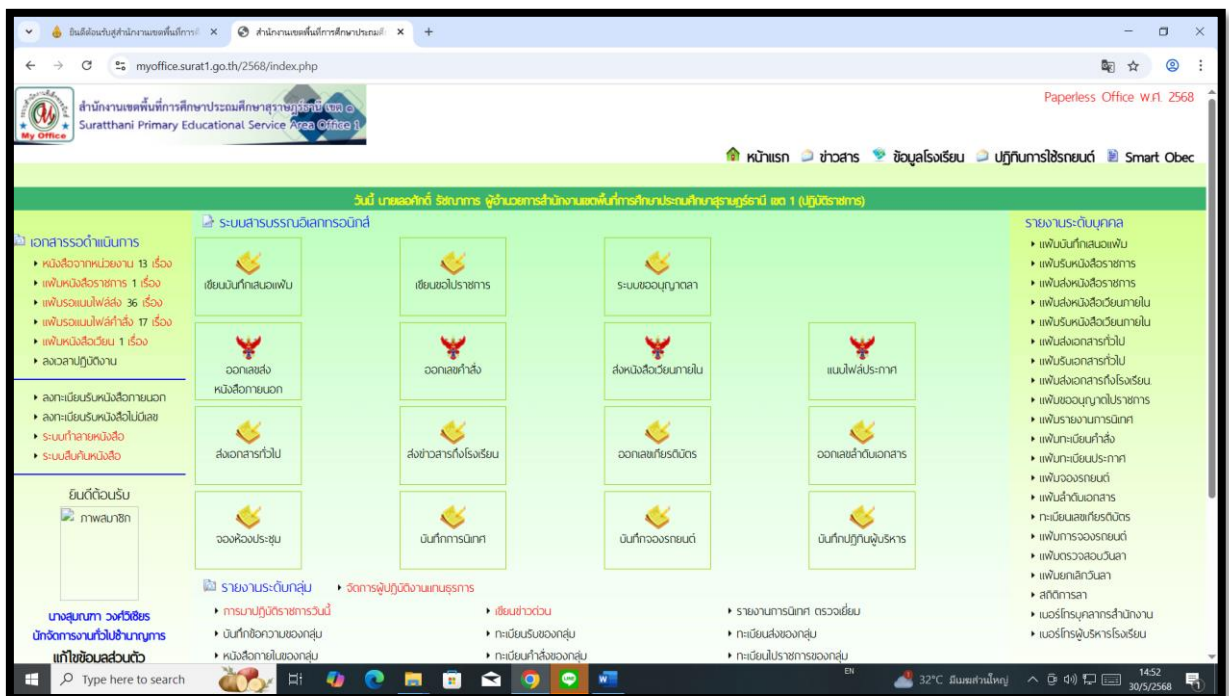 ยินดีต้อนรับสู่สำนักงานเขตพื้นที่การศึ
สำนักงานเขตพื้นที่การศึกษาประถมศึก
myoffice.surat1.go.th/2568/index.php
My Office
สำนักงานเขตพื้นที่การศึกษาประถมศึกษาสุราษฎร์ธานี เขต ๑
Suratthani Primary Educational Service Area Office 1
Paperless Office พ.ศ. 2568
หน้าแรก ข่าวสาร ข้อมูลโรงเรียน ปฏิทินการใช้รถยนต์ Smart Obec
วันนี้ นายเลอศักดิ์ รัชณาการ ผู้อำนวยการสำนักงานเขตพื้นที่การศึกษาประถมศึกษาสุราษฎร์ธานี เขต 1 (ปฏิบัติราชการ)
เอกสารรอดำเนินการ
หนังสือจากหน่วยงาน 13 เรื่อง
แฟ้มหนังสือราชการ 1 เรื่อง
แฟ้มรอแนบไฟล์ส่ง 36 เรื่อง
แฟ้มรอแนบไฟล์คำสั่ง 17 เรื่อง
แฟ้มหนังสือเวียน 1 เรื่อง
ลงเวลาปฏิบัติงาน
ลงทะเบียนรับหนังสือภายนอก
ลงทะเบียนรับหนังสือไม่มีเลข
ระบบทำลายหนังสือ
ระบบสืบค้นหนังสือ
ยินดีต้อนรับ
ภาพสมาชิก
นางสุมณฑา วงศ์วิเชียร
นักจัดการงานทั่วไปชำนาญการ
แก้ไขข้อมูลส่วนตัว
ระบบสารบรรณอิเลกทรอนิกส์
เขียนบันทึกเสนอแฟ้ม
เขียนขอไปราชการ
ระบบขออนุญาตลา
ออกเลขส่ง
หนังสือภายนอก
ออกเลขคำสั่ง
ส่งหนังสือเวียนภายใน
แนบไฟล์ประกาศ
ส่งเอกสารทั่วไป
ส่งข่าวสารถึงโรงเรียน
ออกเลขเกียรติบัตร
ออกเลขลำดับเอกสาร
จองห้องประชุม
บันทึกการนิเทศ
บันทึกจองรถยนต์
บันทึกปฏิทินผู้บริหาร
รายงานระดับกลุ่ม จัดการผู้ปฏิบัติงานแทนธุรการ
การมาปฏิบัติราชการวันนี้ เขียนข่าวด่วน รายงานการนิเทศ ตรวจเยี่ยม
บันทึกข้อความของกลุ่ม ทะเบียนรับของกลุ่ม ทะเบียนส่งของกลุ่ม
หนังสือภายในของกลุ่ม ทะเบียนคำสั่งของกลุ่ม ทะเบียนไปราชการของกลุ่ม
รายงานระดับบุคคล
แฟ้มบันทึกเสนอแฟ้ม
แฟ้มรับหนังสือราชการ
แฟ้มส่งหนังสือราชการ
แฟ้มส่งหนังสือเวียนภายใน
แฟ้มรับหนังสือเวียนภายใน
แฟ้มส่งเอกสารทั่วไป
แฟ้มรับเอกสารทั่วไป
แฟ้มส่งเอกสารถึงโรงเรียน
แฟ้มขออนุญาตไปราชการ
แฟ้มรายงานการนิเทศ
แฟ้มทะเบียนคำสั่ง
แฟ้มทะเบียนประกาศ
แฟ้มจองรถยนต์
แฟ้มลำดับเอกสาร
ทะเบียนเลขเกียรติบัตร
แฟ้มการจองรถยนต์
แฟ้มตรวจสอบวันลา
แฟ้มยกเลิกวันลา
สถิติการลา
เบอร์โทรบุคลากรสำนักงาน
เบอร์โทรผู้บริหารโรงเรียน
Type here to search
EN
32°C มีเมฆส่วนใหญ่
14:52
30/5/2568